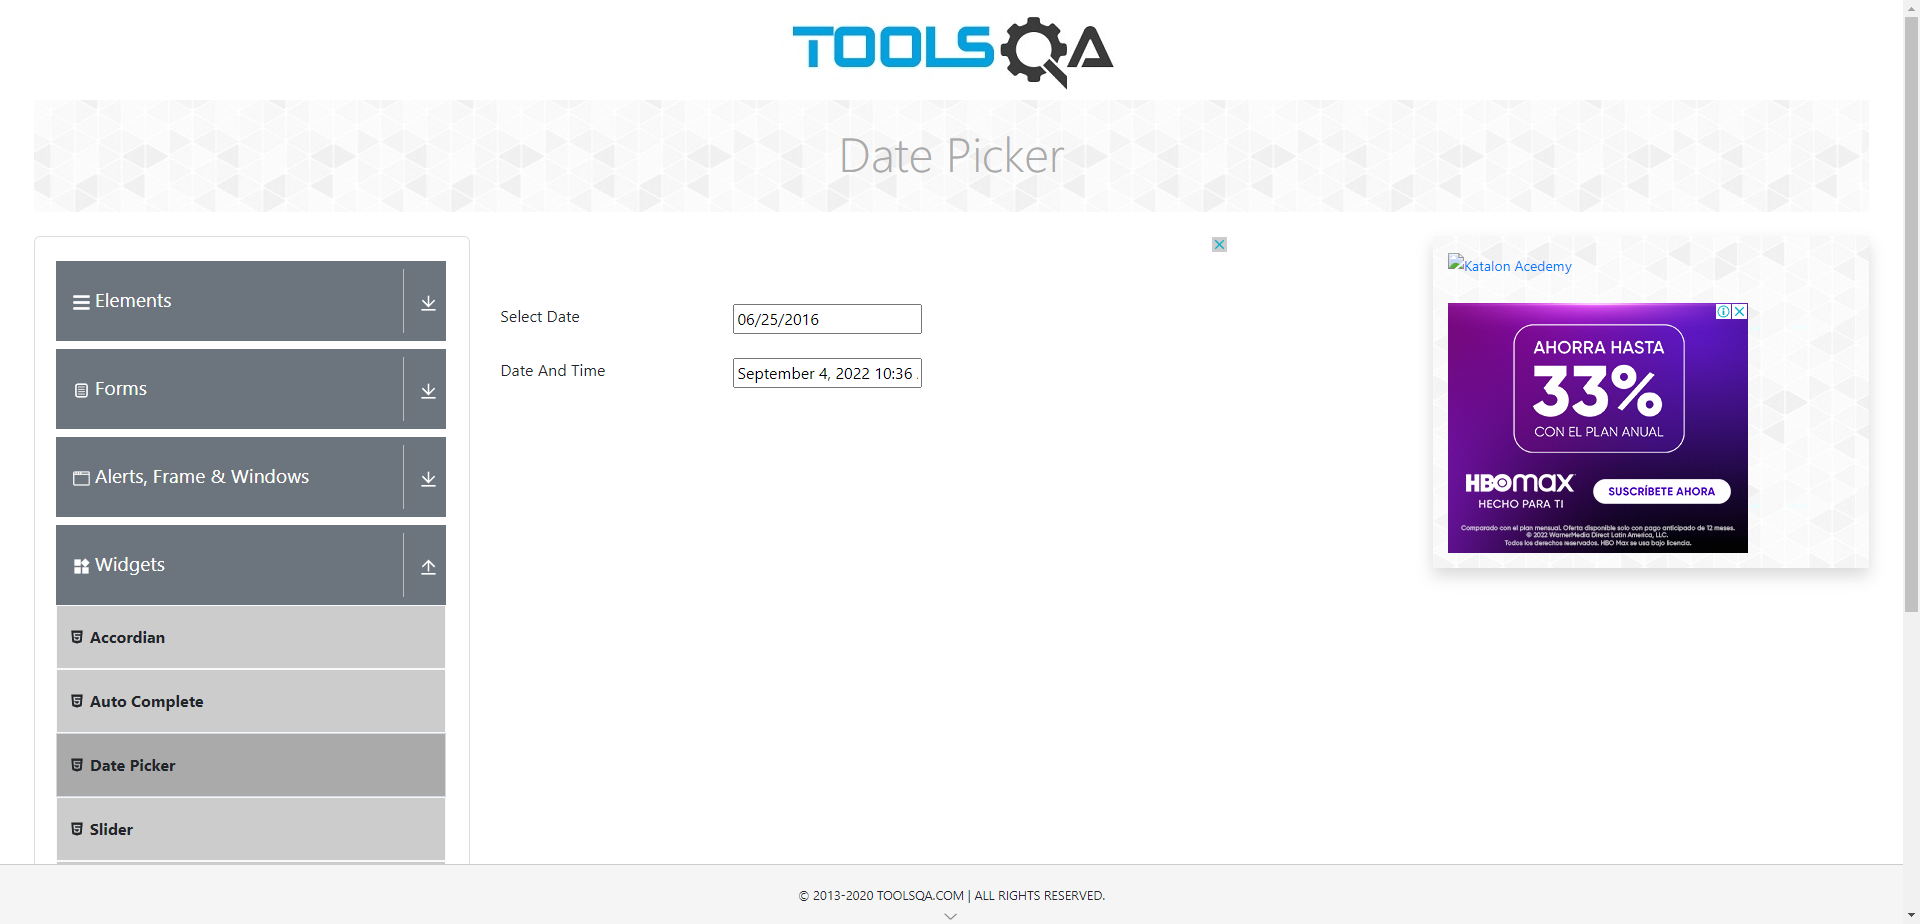 TOOLSQA
Date Picker
Elements
Forms
Alerts, Frame & Windows
Widgets
Accordian
Auto Complete
Date Picker
Slider
Select Date
06/25/2016
Date And Time
September 4, 2022 10:36
Katalon Acedemy
AHORRA HASTA
33%
CON EL PLAN ANUAL
HBOMAX
HECHO PARA TI
SUSCRÍBETE AHORA
Comparado con el plan mensual. Oferta disponible solo con pago anticipado de 12 meses.
© 2022 WarnerMedia Direct Latin America, LLC.
Todos los derechos reservados. HBO Max se usa bajo licencia.
© 2013-2020 TOOLSQA.COM | ALL RIGHTS RESERVED.